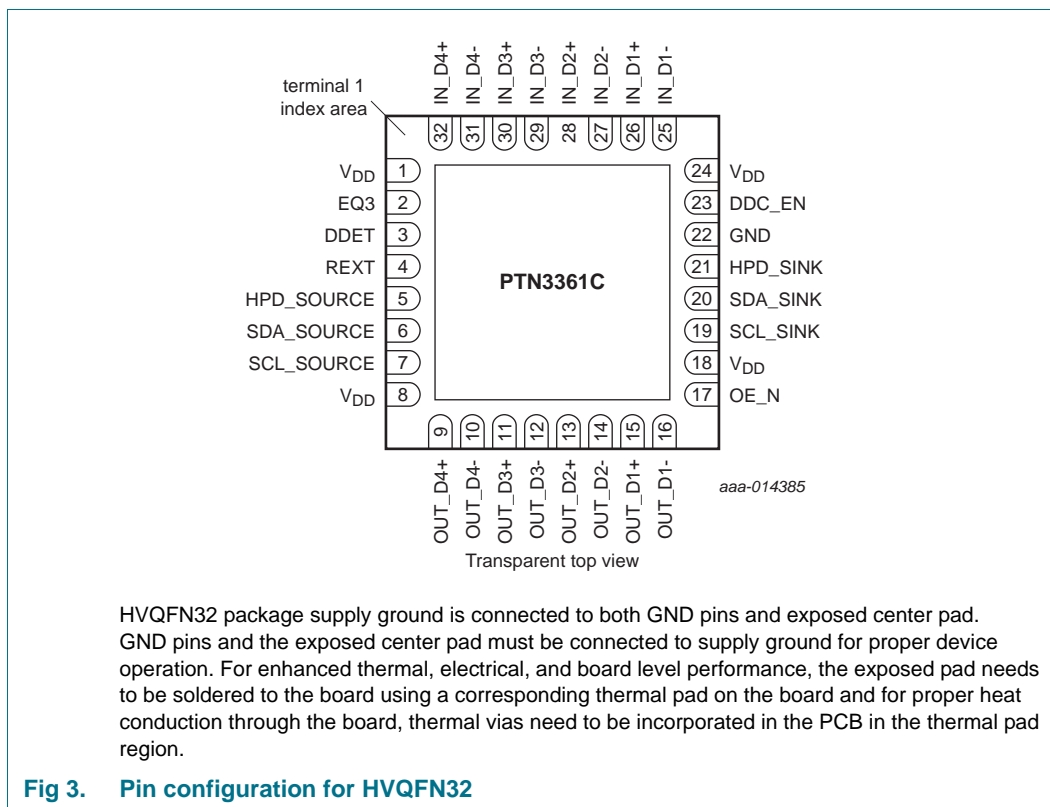 IN_D4+
IN_D4-
IN_D3+
IN_D3-
IN_D2+
IN_D2-
IN_D1+
IN_D1-
terminal 1
index area
32
31
30
29
28
27
26
25
VDD 1
EQ3 2
DDET 3
REXT 4
HPD_SOURCE 5
SDA_SOURCE 6
SCL_SOURCE 7
VDD 8
PTN3361C
24 VDD
23 DDC_EN
22 GND
21 HPD_SINK
20 SDA_SINK
19 SCL_SINK
18 VDD
17 OE_N
9
10
11
12
13
14
15
16
OUT_D4+
OUT_D4-
OUT_D3+
OUT_D3-
OUT_D2+
OUT_D2-
OUT_D1+
OUT_D1-
aaa-014385
Transparent top view
HVQFN32 package supply ground is connected to both GND pins and exposed center pad.
GND pins and the exposed center pad must be connected to supply ground for proper device
operation. For enhanced thermal, electrical, and board level performance, the exposed pad needs
to be soldered to the board using a corresponding thermal pad on the board and for proper heat
conduction through the board, thermal vias need to be incorporated in the PCB in the thermal pad
region.
Fig 3. Pin configuration for HVQFN32